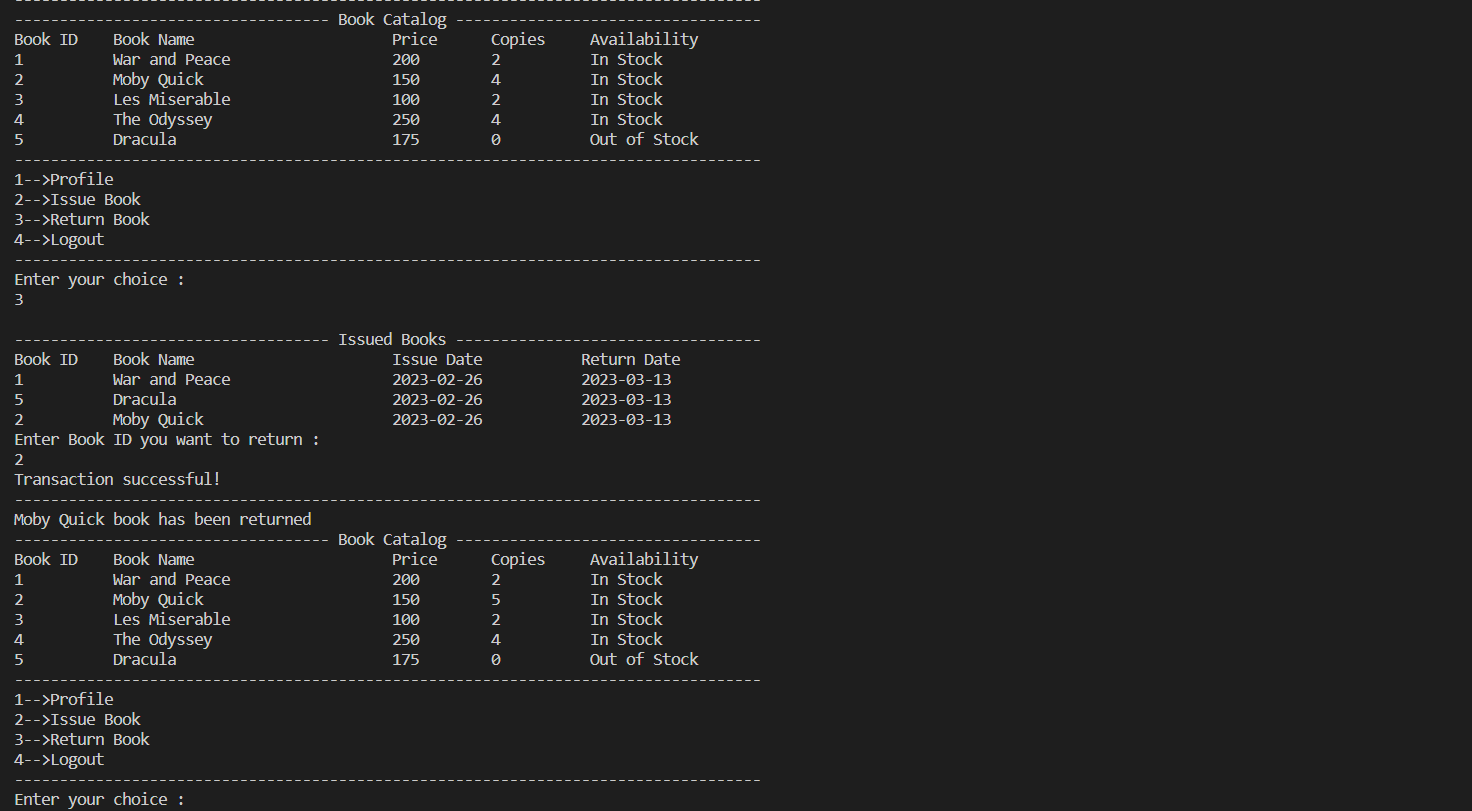 -----------------------------------------------------------------------------------
----------------------------------- Book Catalog ----------------------------------
Book ID    Book Name                      Price      Copies     Availability
1          War and Peace                  200        2          In Stock
2          Moby Quick                     150        4          In Stock
3          Les Miserable                  100        2          In Stock
4          The Odyssey                    250        4          In Stock
5          Dracula                        175        0          Out of Stock
-----------------------------------------------------------------------------------
1-->Profile
2-->Issue Book
3-->Return Book
4-->Logout
-----------------------------------------------------------------------------------
Enter your choice :
3
----------------------------------- Issued Books ----------------------------------
Book ID    Book Name                      Issue Date           Return Date
1          War and Peace                  2023-02-26           2023-03-13
5          Dracula                        2023-02-26           2023-03-13
2          Moby Quick                     2023-02-26           2023-03-13
Enter Book ID you want to return :
2
Transaction successful!
-----------------------------------------------------------------------------------
Moby Quick book has been returned
----------------------------------- Book Catalog ----------------------------------
Book ID    Book Name                      Price      Copies     Availability
1          War and Peace                  200        2          In Stock
2          Moby Quick                     150        5          In Stock
3          Les Miserable                  100        2          In Stock
4          The Odyssey                    250        4          In Stock
5          Dracula                        175        0          Out of Stock
-----------------------------------------------------------------------------------
1-->Profile
2-->Issue Book
3-->Return Book
4-->Logout
-----------------------------------------------------------------------------------
Enter your choice :